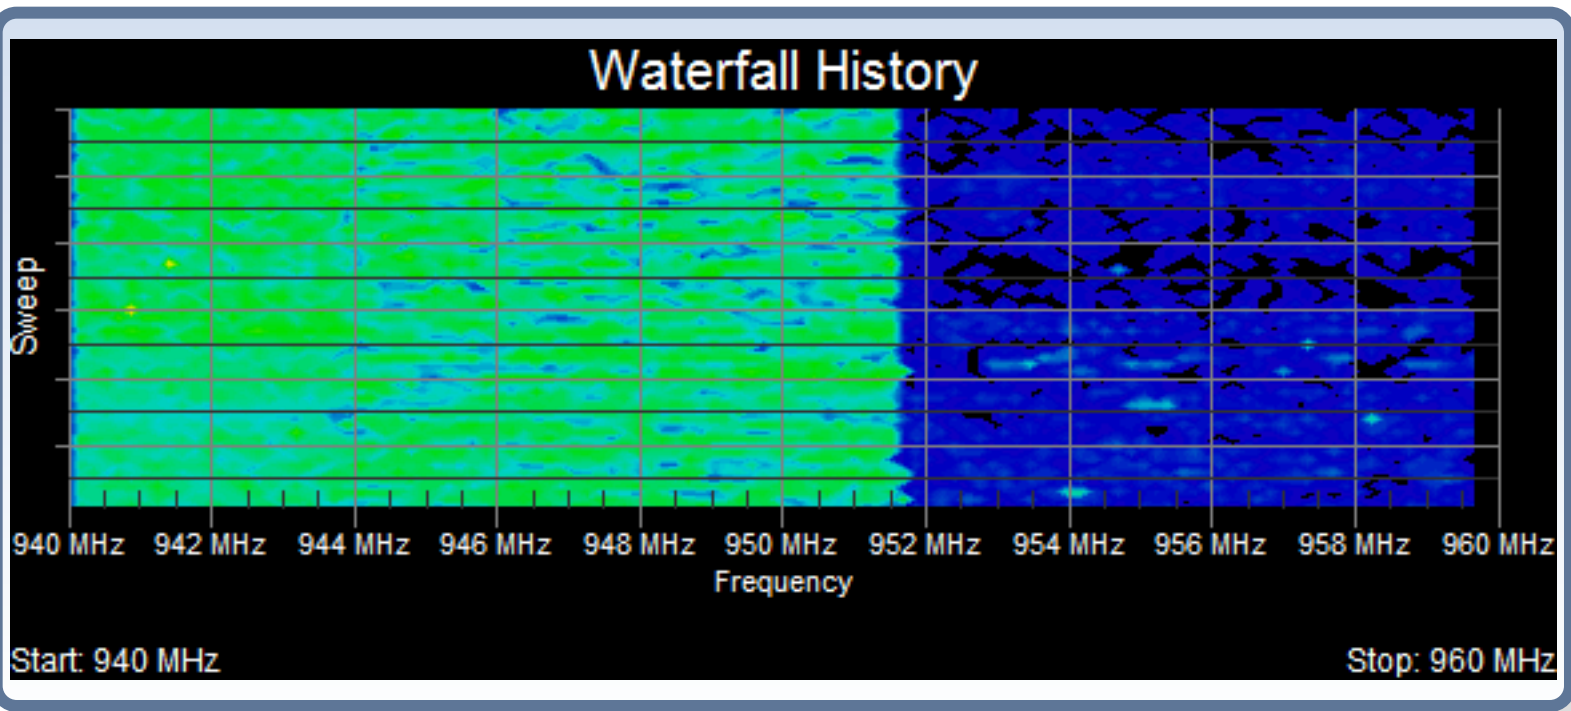 Waterfall History
Sweep
940 MHz 942 MHz 944 MHz 946 MHz 948 MHz 950 MHz 952 MHz 954 MHz 956 MHz 958 MHz 960 MHz
Frequency
Start: 940 MHz Stop: 960 MHz